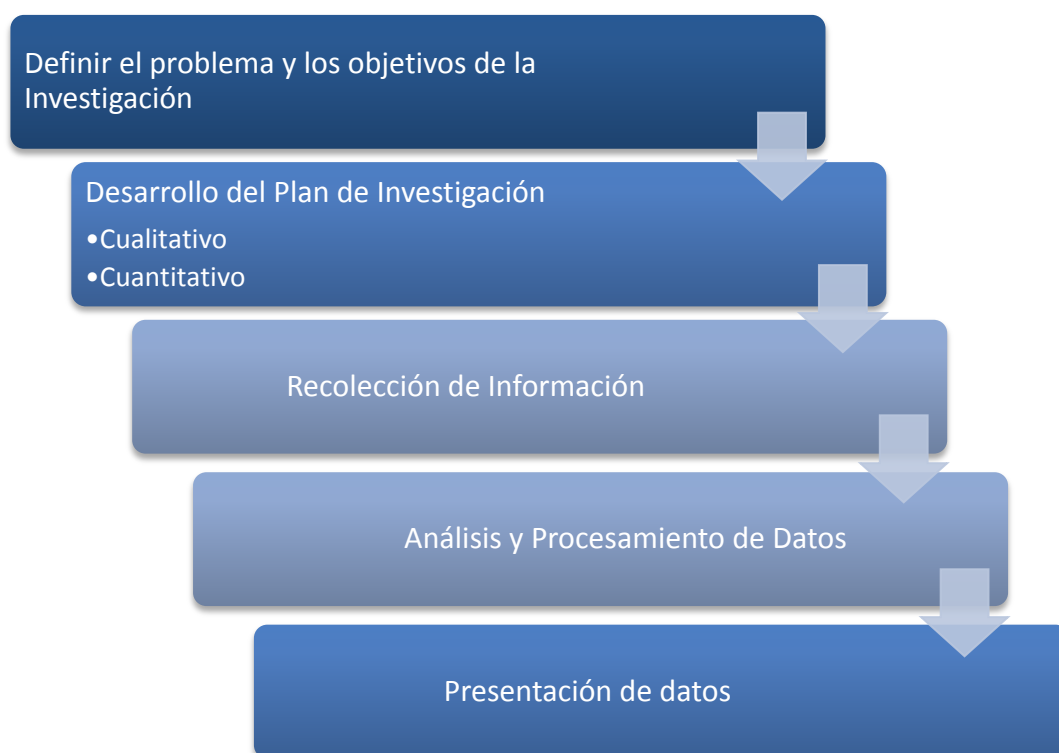 Definir el problema y los objetivos de la
Investigación
Desarrollo del Plan de Investigación
•Cualitativo
•Cuantitativo
Recolección de Información
Análisis y Procesamiento de Datos
Presentación de datos